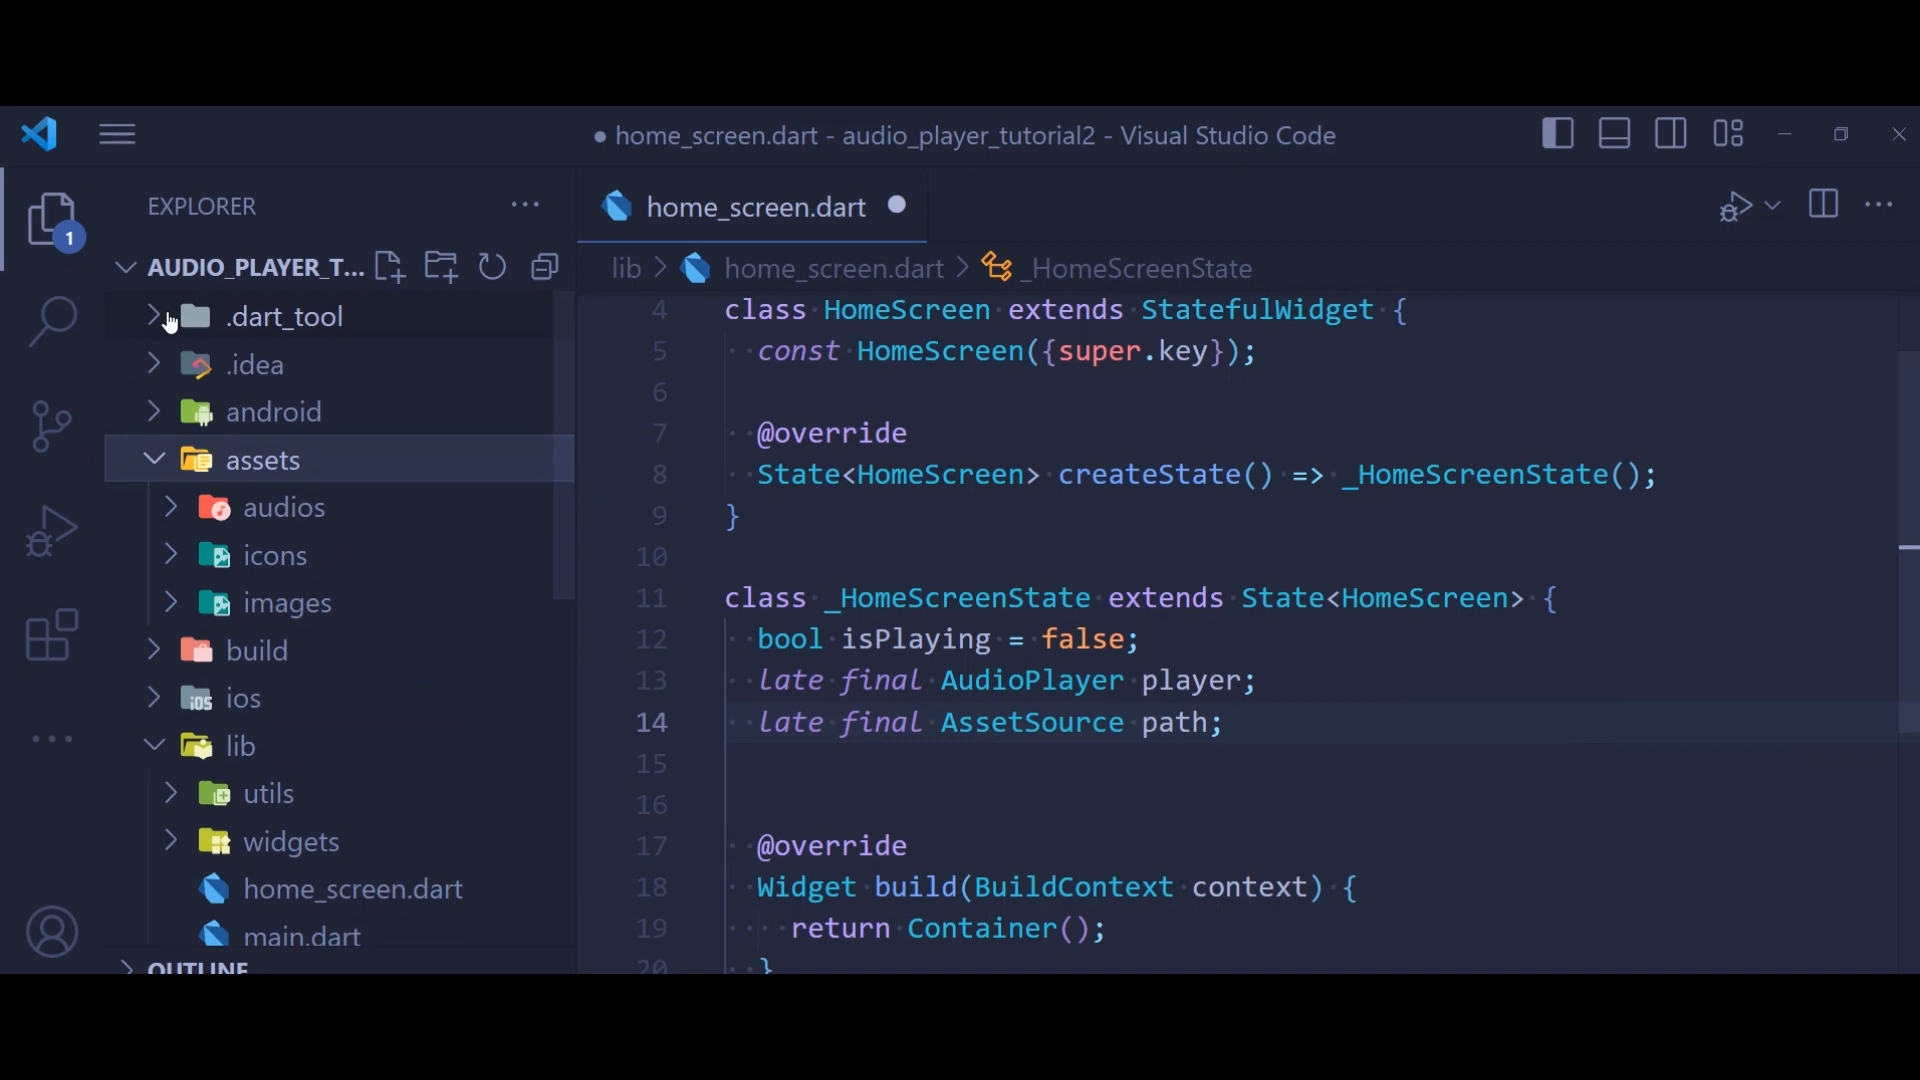 ● home_screen.dart - audio_player_tutorial2 - Visual Studio Code
EXPLORER
1
AUDIO_PLAYER_T...
.dart_tool
.idea
android
assets
audios
icons
images
build
ios
lib
utils
widgets
home_screen.dart
main.dart
OUTLINE
home_screen.dart
lib > home_screen.dart > _HomeScreenState
4 class HomeScreen extends StatefulWidget {
5 const HomeScreen({super.key});
6
7 @override
8 State<HomeScreen> createState() => _HomeScreenState();
9 }
10
11 class _HomeScreenState extends State<HomeScreen> {
12 bool isPlaying = false;
13 late final AudioPlayer player;
14 late final AssetSource path;
15
16
17 @override
18 Widget build(BuildContext context) {
19 return Container();
20 }